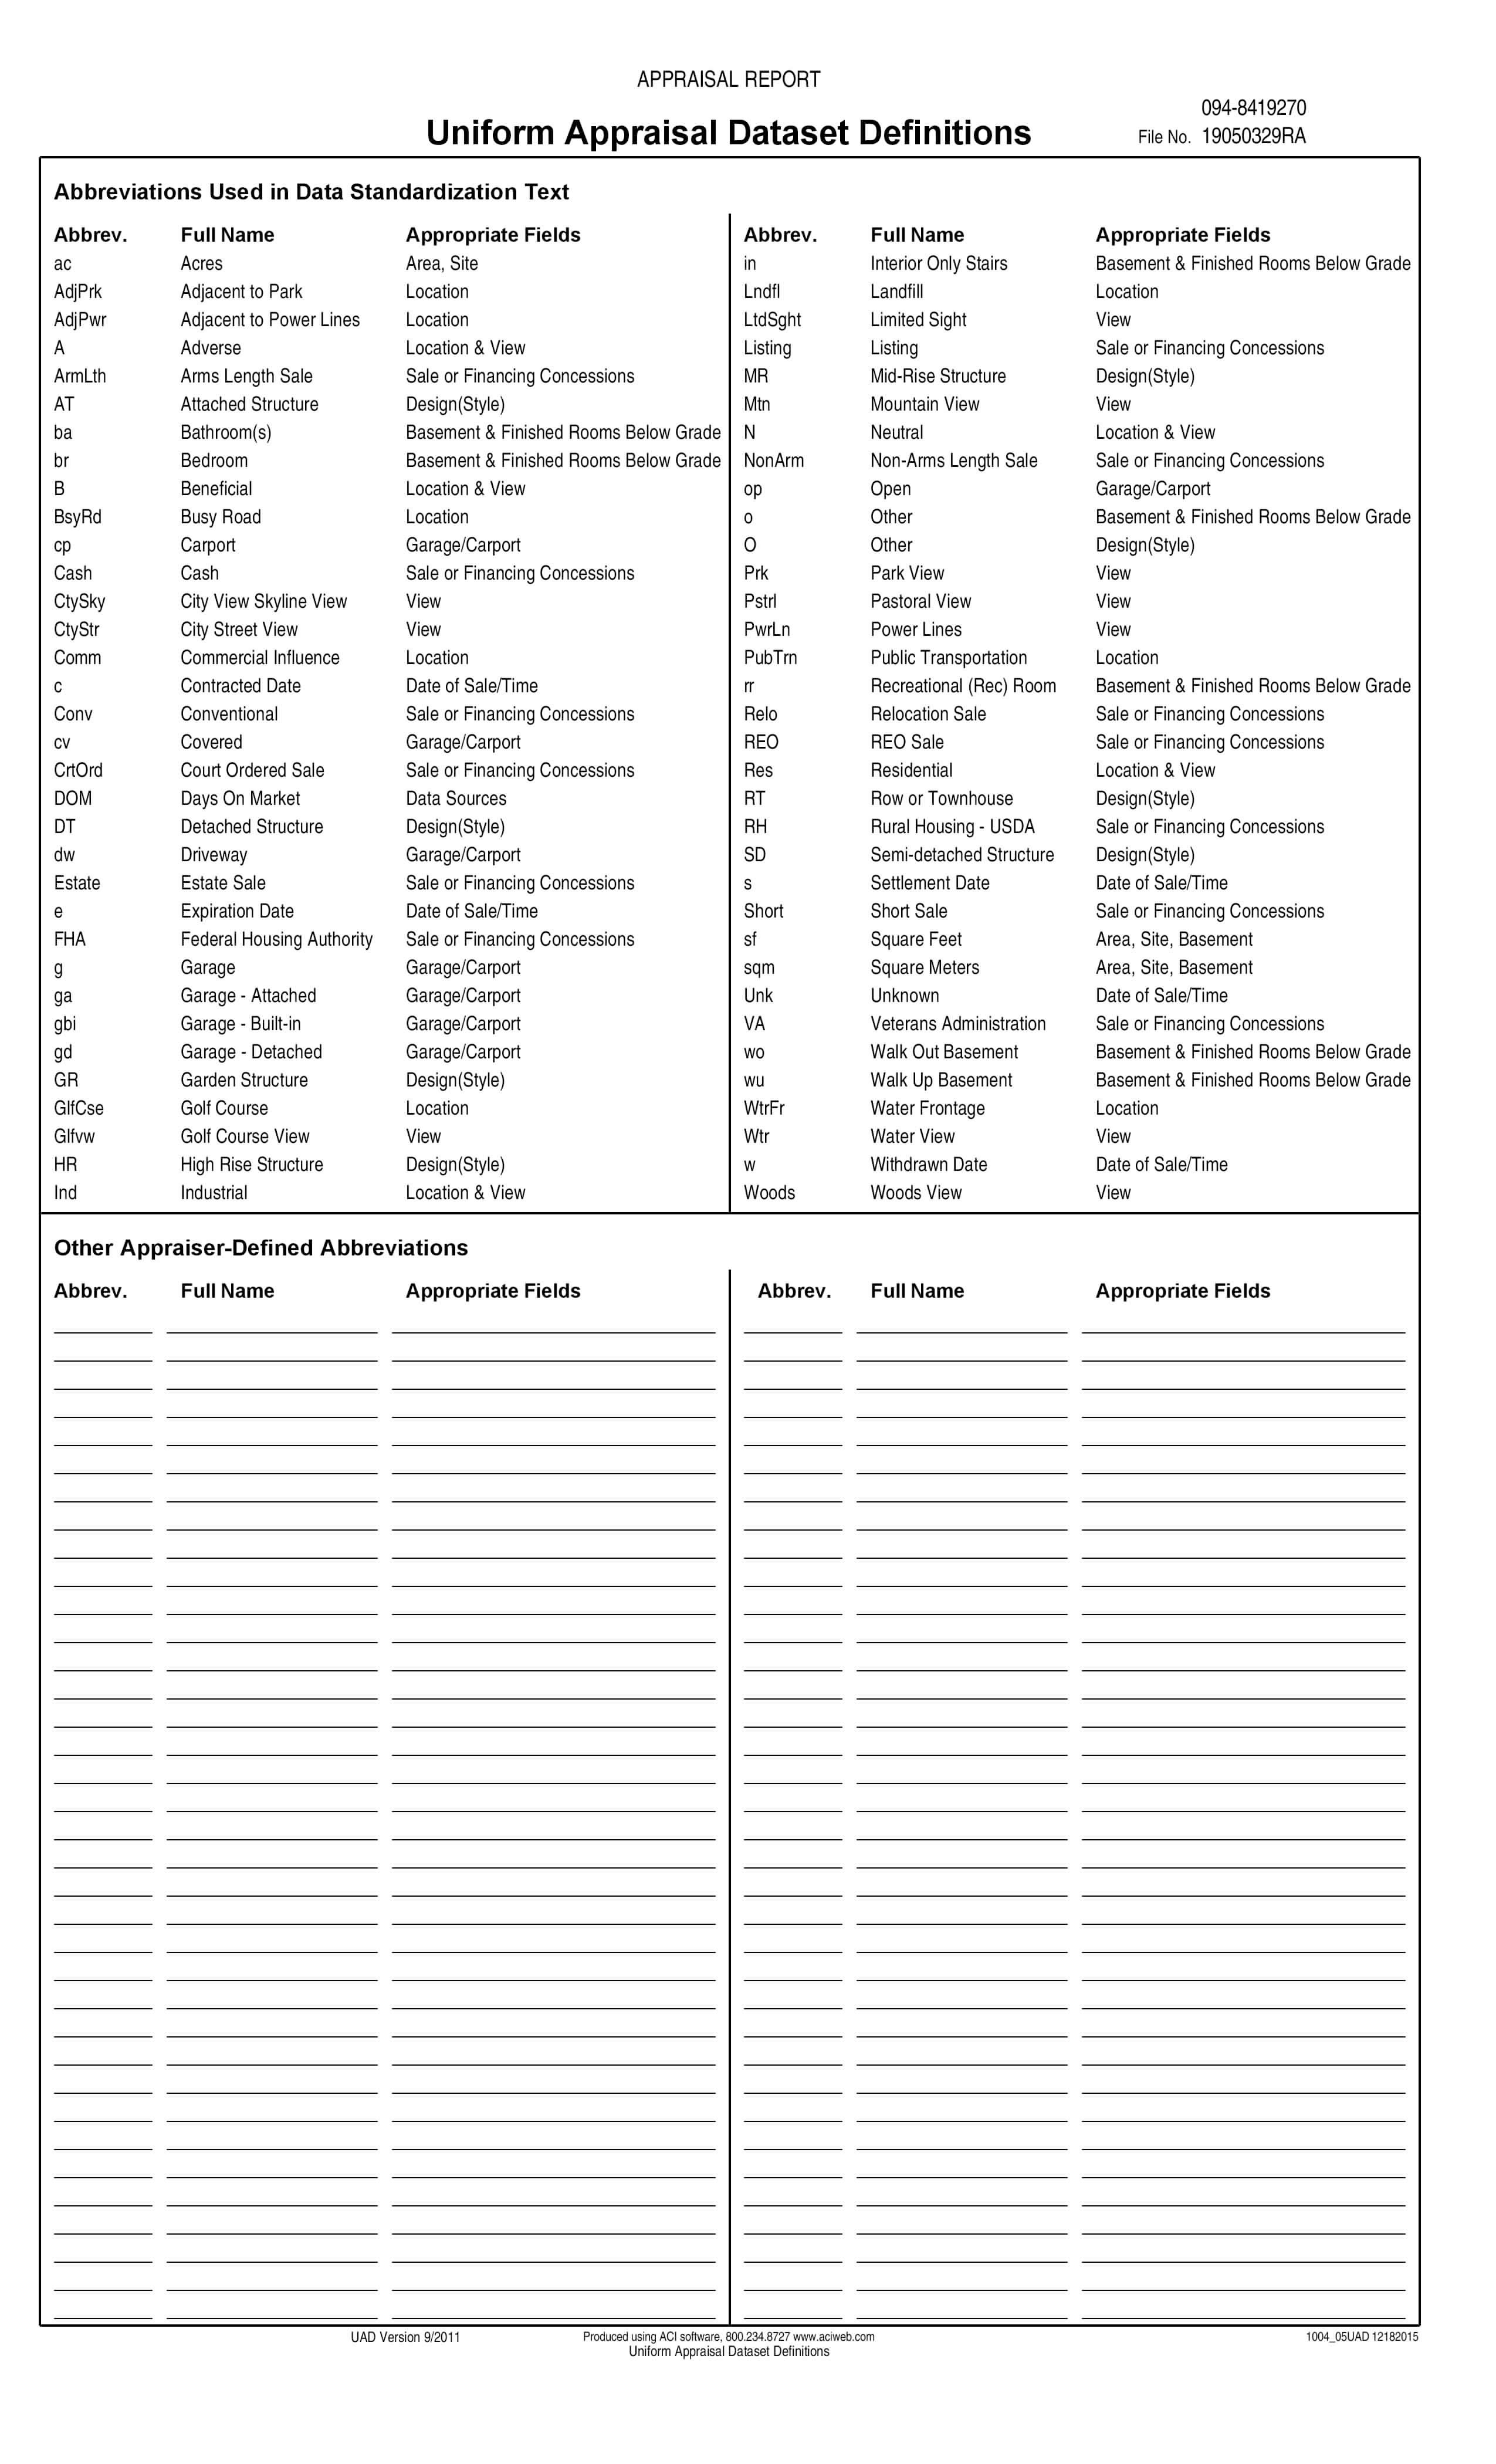 APPRAISAL REPORT
094-8419270
Uniform Appraisal Dataset Definitions
File No. 19050329RA
Abbreviations Used in Data Standardization Text
Abbrev. Full Name Appropriate Fields
ac Acres Area, Site
AdjPrk Adjacent to Park Location
AdjPwr Adjacent to Power Lines Location
A Adverse Location & View
ArmLth Arms Length Sale Sale or Financing Concessions
AT Attached Structure Design(Style)
ba Bathroom(s) Basement & Finished Rooms Below Grade
br Bedroom Basement & Finished Rooms Below Grade
B Beneficial Location & View
BsyRd Busy Road Location
cp Carport Garage/Carport
Cash Cash Sale or Financing Concessions
CtySky City View Skyline View View
CtyStr City Street View View
Comm Commercial Influence Location
c Contracted Date Date of Sale/Time
Conv Conventional Sale or Financing Concessions
cv Covered Garage/Carport
CrtOrd Court Ordered Sale Sale or Financing Concessions
DOM Days On Market Data Sources
DT Detached Structure Design(Style)
dw Driveway Garage/Carport
Estate Estate Sale Sale or Financing Concessions
e Expiration Date Date of Sale/Time
FHA Federal Housing Authority Sale or Financing Concessions
g Garage Garage/Carport
ga Garage - Attached Garage/Carport
gbi Garage - Built-in Garage/Carport
gd Garage - Detached Garage/Carport
GR Garden Structure Design(Style)
GlfCse Golf Course Location
Glfvw Golf Course View View
HR High Rise Structure Design(Style)
Ind Industrial Location & View
Abbrev. Full Name Appropriate Fields
in Interior Only Stairs Basement & Finished Rooms Below Grade
Lndfl Landfill Location
LtdSght Limited Sight View
Listing Listing Sale or Financing Concessions
MR Mid-Rise Structure Design(Style)
Mtn Mountain View View
N Neutral Location & View
NonArm Non-Arms Length Sale Sale or Financing Concessions
op Open Garage/Carport
o Other Basement & Finished Rooms Below Grade
O Other Design(Style)
Prk Park View View
Pstrl Pastoral View View
PwrLn Power Lines View
PubTrn Public Transportation Location
rr Recreational (Rec) Room Basement & Finished Rooms Below Grade
Relo Relocation Sale Sale or Financing Concessions
REO REO Sale Sale or Financing Concessions
Res Residential Location & View
RT Row or Townhouse Design(Style)
RH Rural Housing - USDA Sale or Financing Concessions
SD Semi-detached Structure Design(Style)
s Settlement Date Date of Sale/Time
Short Short Sale Sale or Financing Concessions
sf Square Feet Area, Site, Basement
sqm Square Meters Area, Site, Basement
Unk Unknown Date of Sale/Time
VA Veterans Administration Sale or Financing Concessions
wo Walk Out Basement Basement & Finished Rooms Below Grade
wu Walk Up Basement Basement & Finished Rooms Below Grade
WtrFr Water Frontage Location
Wtr Water View View
w Withdrawn Date Date of Sale/Time
Woods Woods View View
Other Appraiser-Defined Abbreviations
Abbrev. Full Name Appropriate Fields
Abbrev. Full Name Appropriate Fields
UAD Version 9/2011
Produced using ACI software, 800.234.8727 www.aciweb.com
1004_05UAD 12182015
Uniform Appraisal Dataset Definitions